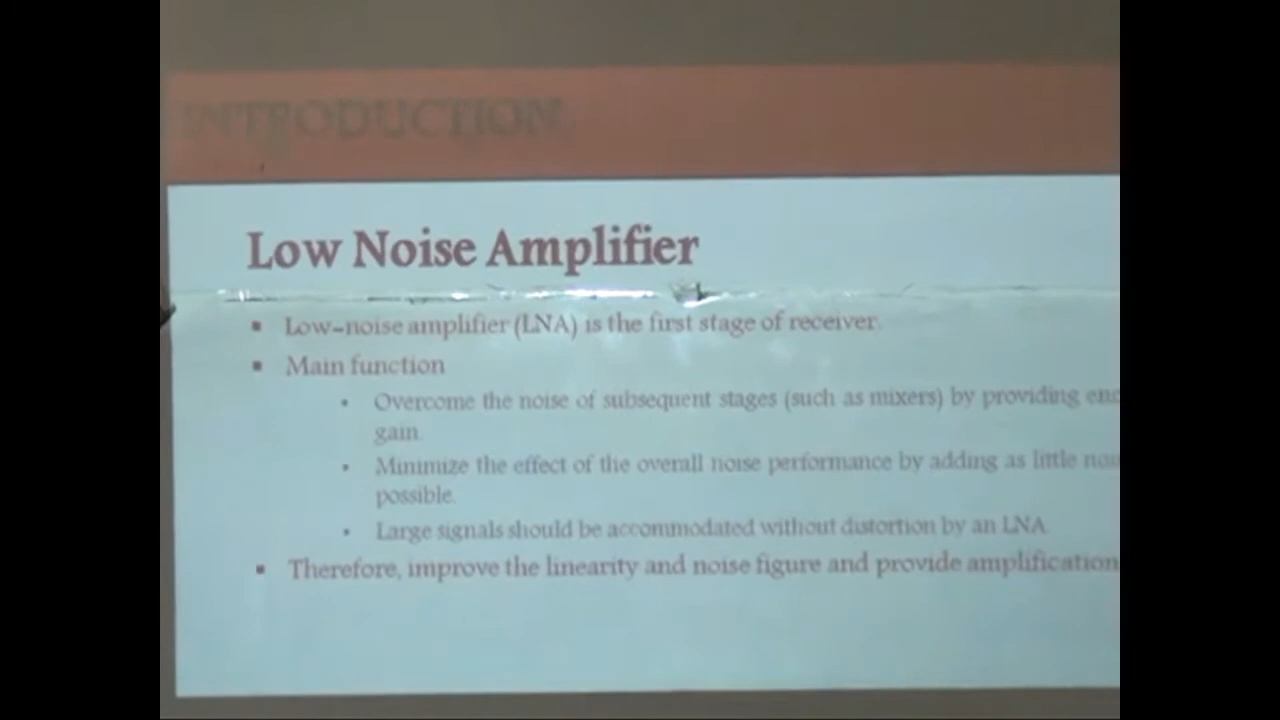 INTRODUCTION
Low Noise Amplifier
▪ Low-noise amplifier (LNA) is the first stage of receiver.
▪ Main function
• Overcome the noise of subsequent stages (such as mixers) by providing
gain.
• Minimize the effect of the overall noise performance by adding as little
possible.
• Large signals should be accommodated without distortion by an LNA.
▪ Therefore, improve the linearity and noise figure and provide amplification